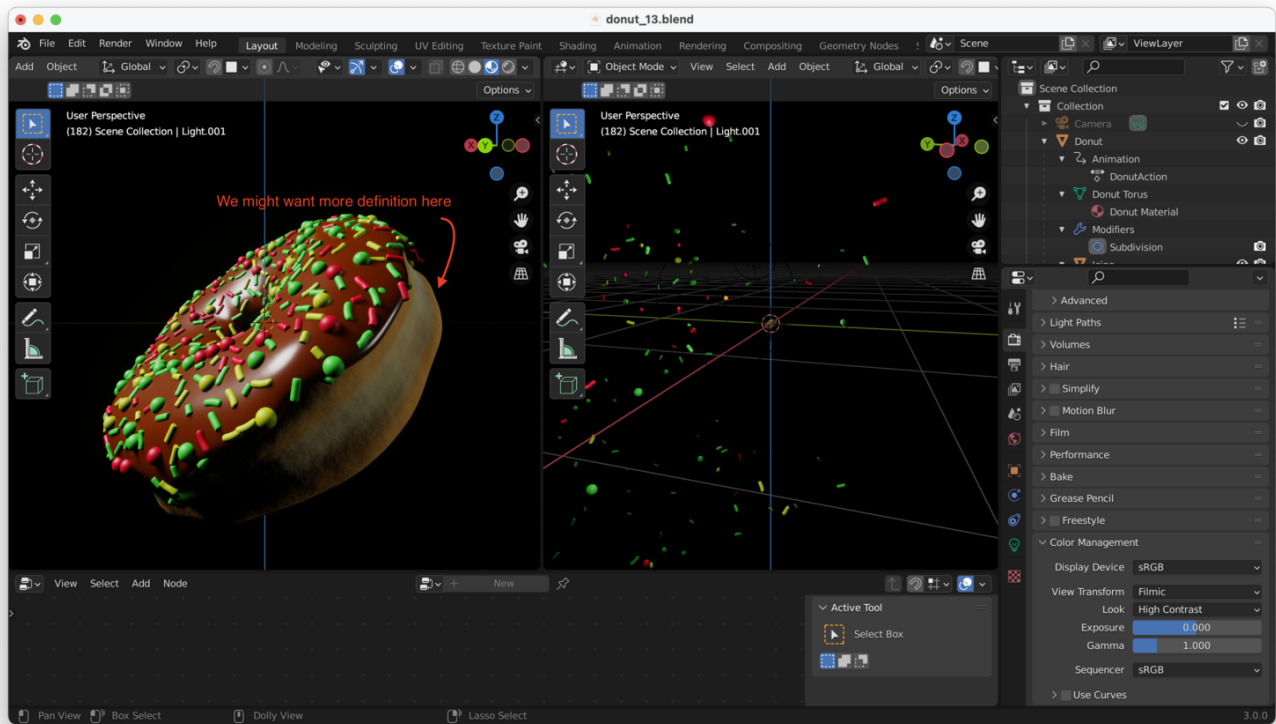 donut_13.blend
File Edit Render Window Help Layout Modeling Sculpting UV Editing Texture Paint Shading Animation Rendering Compositing Geometry Nodes Scene ViewLayer
Add Object Global Object Mode View Select Add Object Global
Options Options
User Perspective
(182) Scene Collection | Light.001
Z
X Y
We might want more definition here
User Perspective
(182) Scene Collection | Light.001
Z
Y X
Scene Collection
Collection
Camera
Donut
Animation
DonutAction
Donut Torus
Donut Material
Modifiers
Subdivision
Advanced
Light Paths
Volumes
Hair
Simplify
Motion Blur
Film
Performance
Bake
Grease Pencil
Freestyle
Color Management
Display Device sRGB
View Transform Filmic
Look High Contrast
Exposure 0.000
Gamma 1.000
Sequencer sRGB
Use Curves
View Select Add Node New
Active Tool
Select Box
Pan View Box Select Dolly View Lasso Select 3.0.0